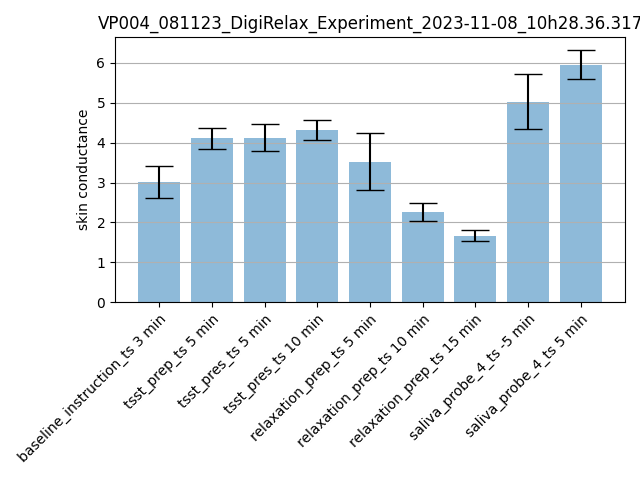 VP004_081123_DigiRelax_Experiment_2023-11-08_10h28.36.317
skin conductance
6
5
4
3
2
1
0
baseline_instruction_ts 3 min
tsst_prep_ts 5 min
tsst_pres_ts 5 min
tsst_pres_ts 10 min
relaxation_prep_ts 5 min
relaxation_prep_ts 10 min
relaxation_prep_ts 15 min
saliva_probe_4_ts -5 min
saliva_probe_4_ts 5 min